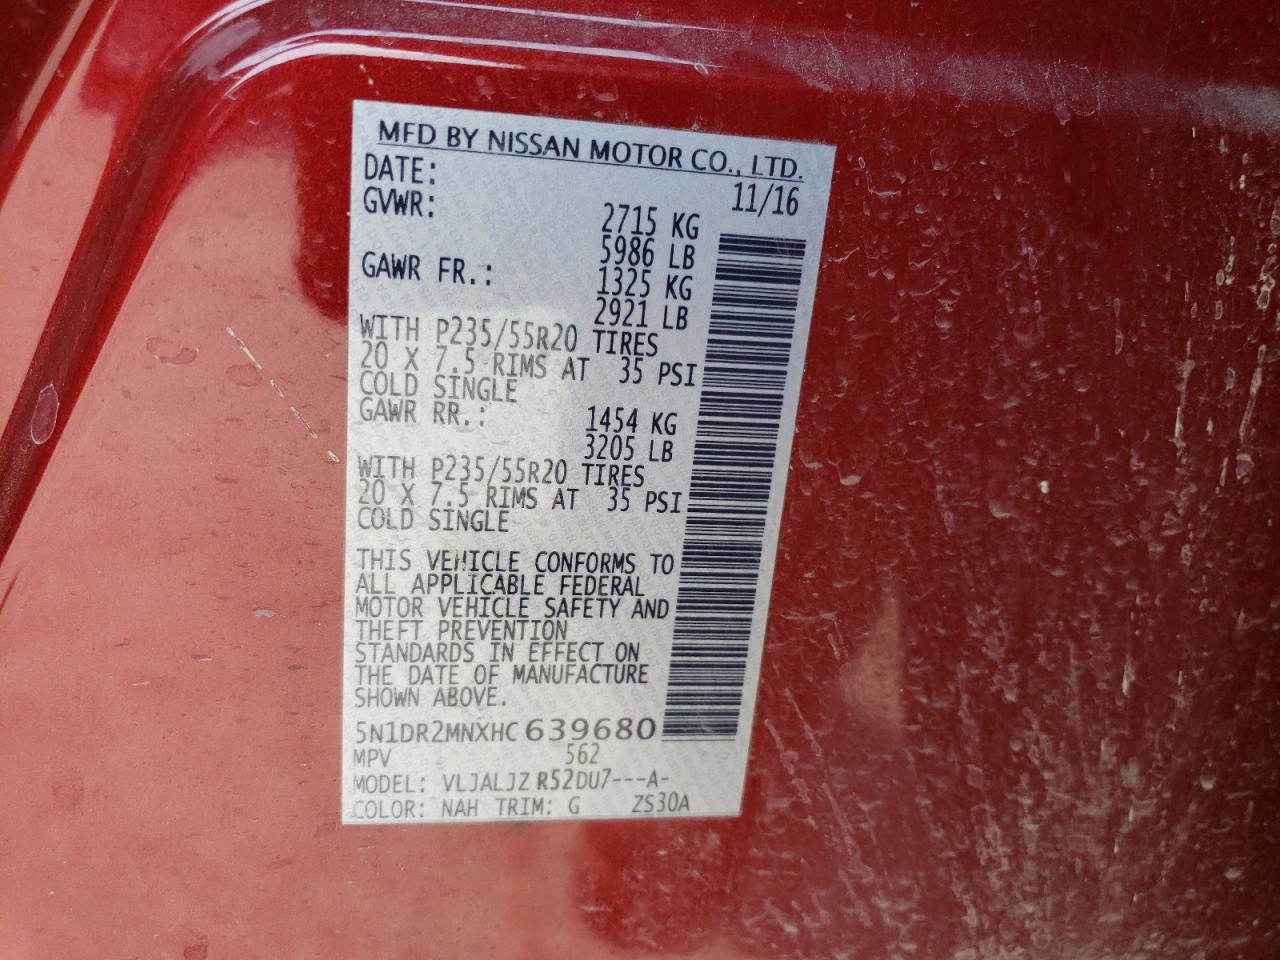 MFD BY NISSAN MOTOR CO., LTD.
DATE: 11/16
GVWR: 2715 KG
5986 LB
GAWR FR.: 1325 KG
2921 LB
WITH P235/55R20 TIRES
20 X 7.5 RIMS AT 35 PSI
COLD SINGLE
GAWR RR.: 1454 KG
3205 LB
WITH P235/55R20 TIRES
20 X 7.5 RIMS AT 35 PSI
COLD SINGLE
THIS VEHICLE CONFORMS TO
ALL APPLICABLE FEDERAL
MOTOR VEHICLE SAFETY AND
THEFT PREVENTION
STANDARDS IN EFFECT ON
THE DATE OF MANUFACTURE
SHOWN ABOVE.
5N1DR2MNXHC 639680
MPV 562
MODEL: VLJALJZ R52DU7---A-
COLOR: NAH TRIM: G ZS30A